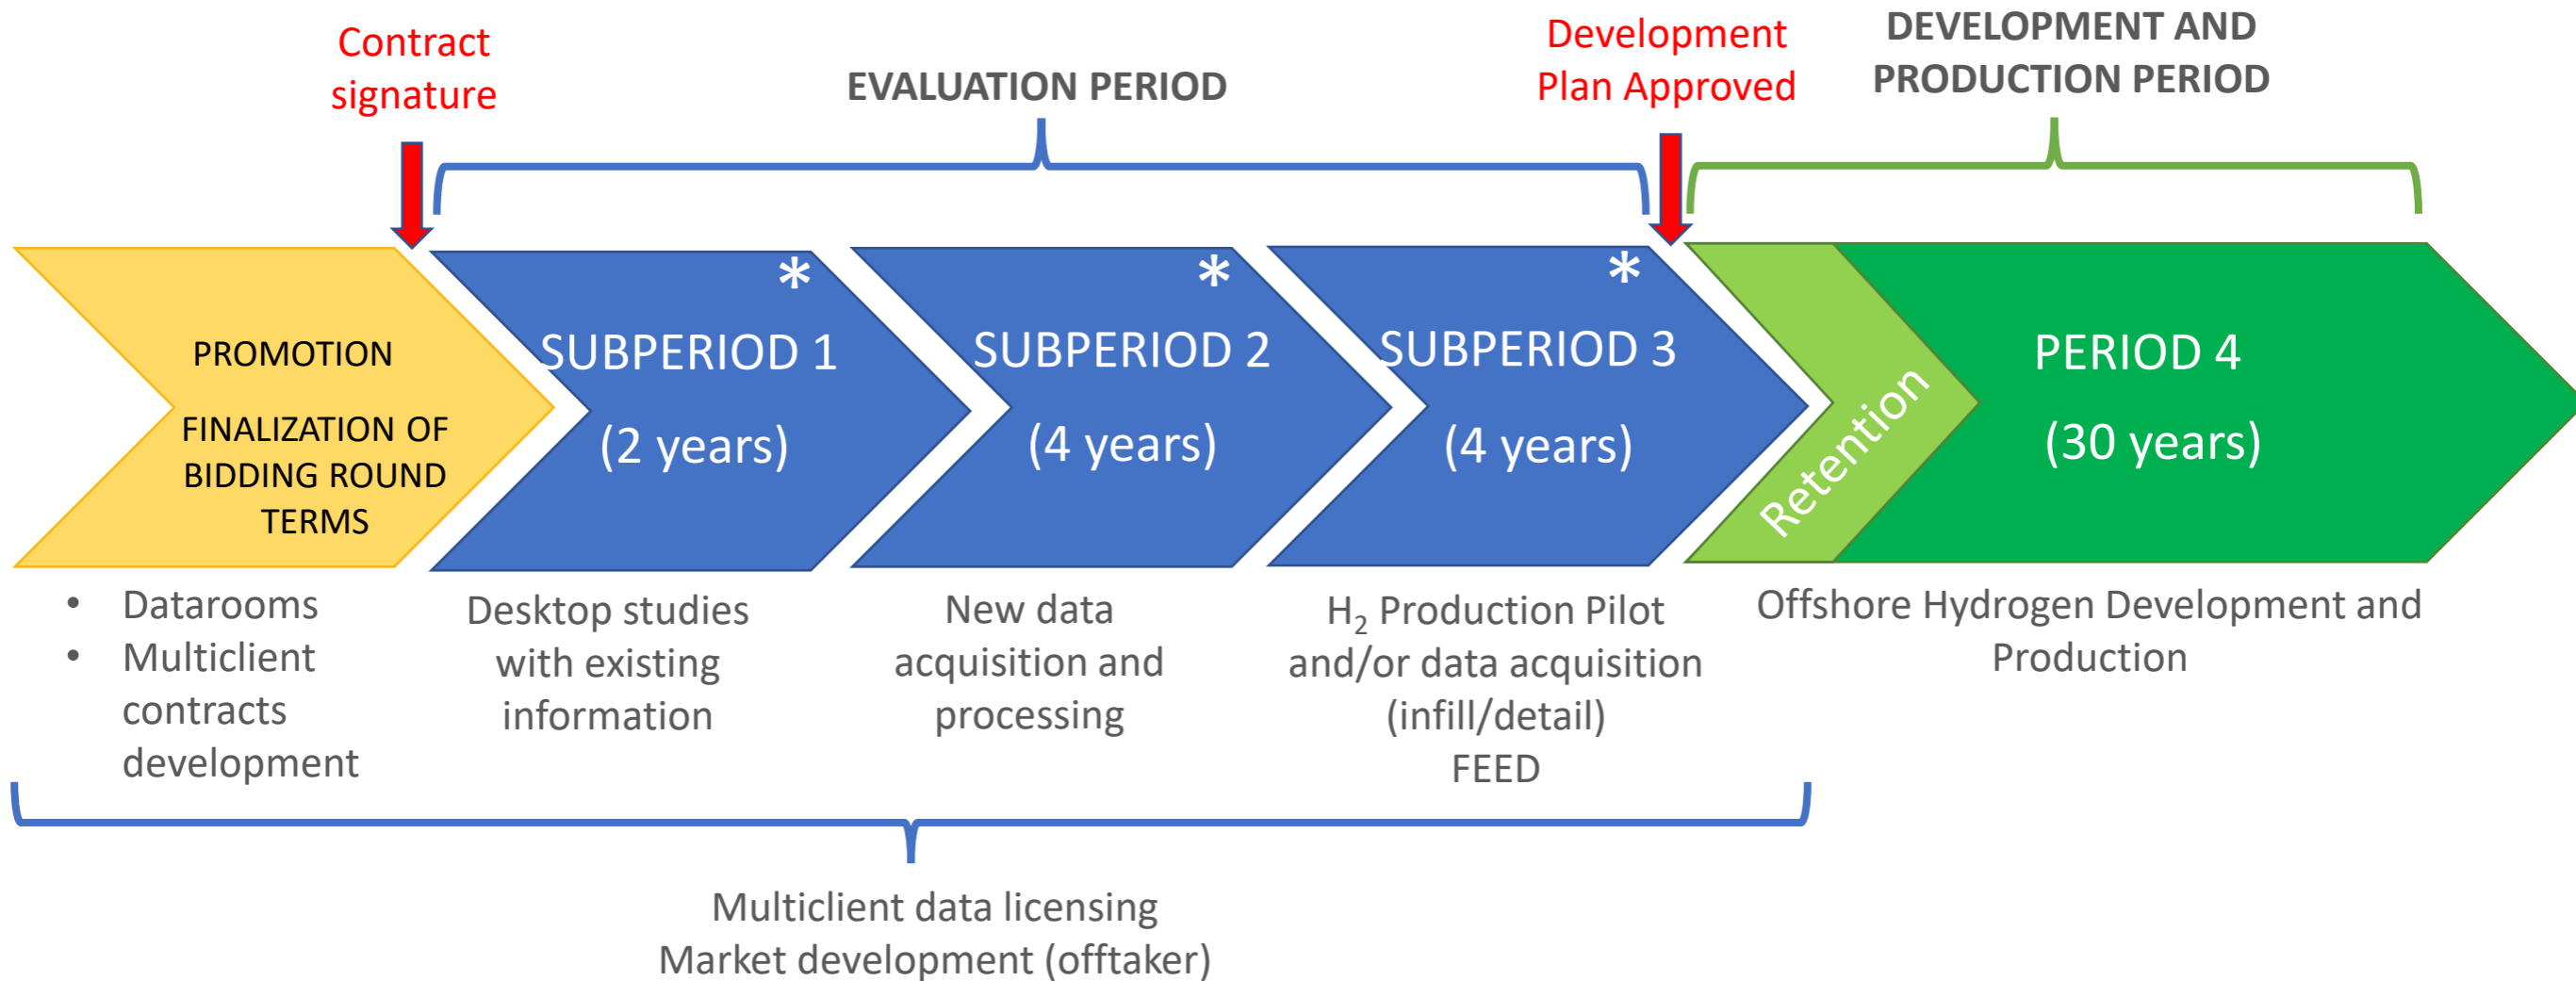 Contract
signature
EVALUATION PERIOD
Development
Plan Approved
DEVELOPMENT AND
PRODUCTION PERIOD
PROMOTION
FINALIZATION OF
BIDDING ROUND
TERMS
*
SUBPERIOD 1
(2 years)
*
SUBPERIOD 2
(4 years)
*
SUBPERIOD 3
(4 years)
Retention
PERIOD 4
(30 years)
• Datarooms
• Multiclient
contracts
development
Desktop studies
with existing
information
New data
acquisition and
processing
H₂ Production Pilot
and/or data acquisition
(infill/detail)
FEED
Offshore Hydrogen Development and
Production
Multiclient data licensing
Market development (offtaker)